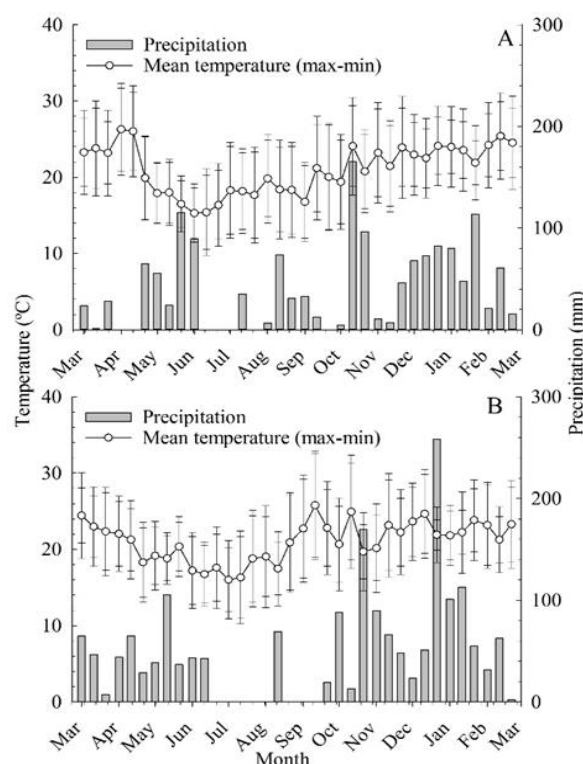 40
300
Precipitation
A
Mean temperature (max-min)
30
200
20
100
10
0
0
Mar Apr May Jun Jul Aug Sep Oct Nov Dec Jan Feb Mar
Temperature (ºC)
Precipitation (mm)
40
300
Precipitation
B
Mean temperature (max-min)
30
200
20
100
10
0
0
Mar Apr May Jun Jul Aug Sep Oct Nov Dec Jan Feb Mar
Month